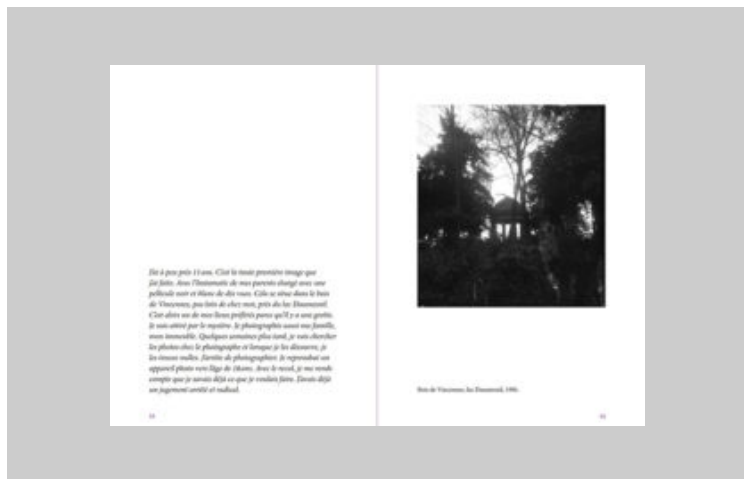 J'ai à peu près 13 ans. C'est la toute première image que
j'ai faite. Avec l'Instamatic de mes parents chargé avec une
pellicule noir et blanc de dix vues. Cela se situe dans le bois
de Vincennes, pas loin de chez moi, près du lac Daumesnil.
C'est alors un de mes lieux préférés parce qu'il y a une grotte.
Je suis attiré par le mystère. Je photographie aussi ma famille,
mon immeuble. Quelques semaines plus tard, je vais chercher
les photos chez le photographe et lorsque je les découvre, je
les trouve nulles. J'arrête de photographier. Je reprendrai un
appareil photo vers l'âge de 18 ans. Avec le recul, je me rends
compte que je savais déjà ce que je voulais faire. J'avais déjà
un jugement arrêté et radical.
Bois de Vincennes, lac Daumesnil,